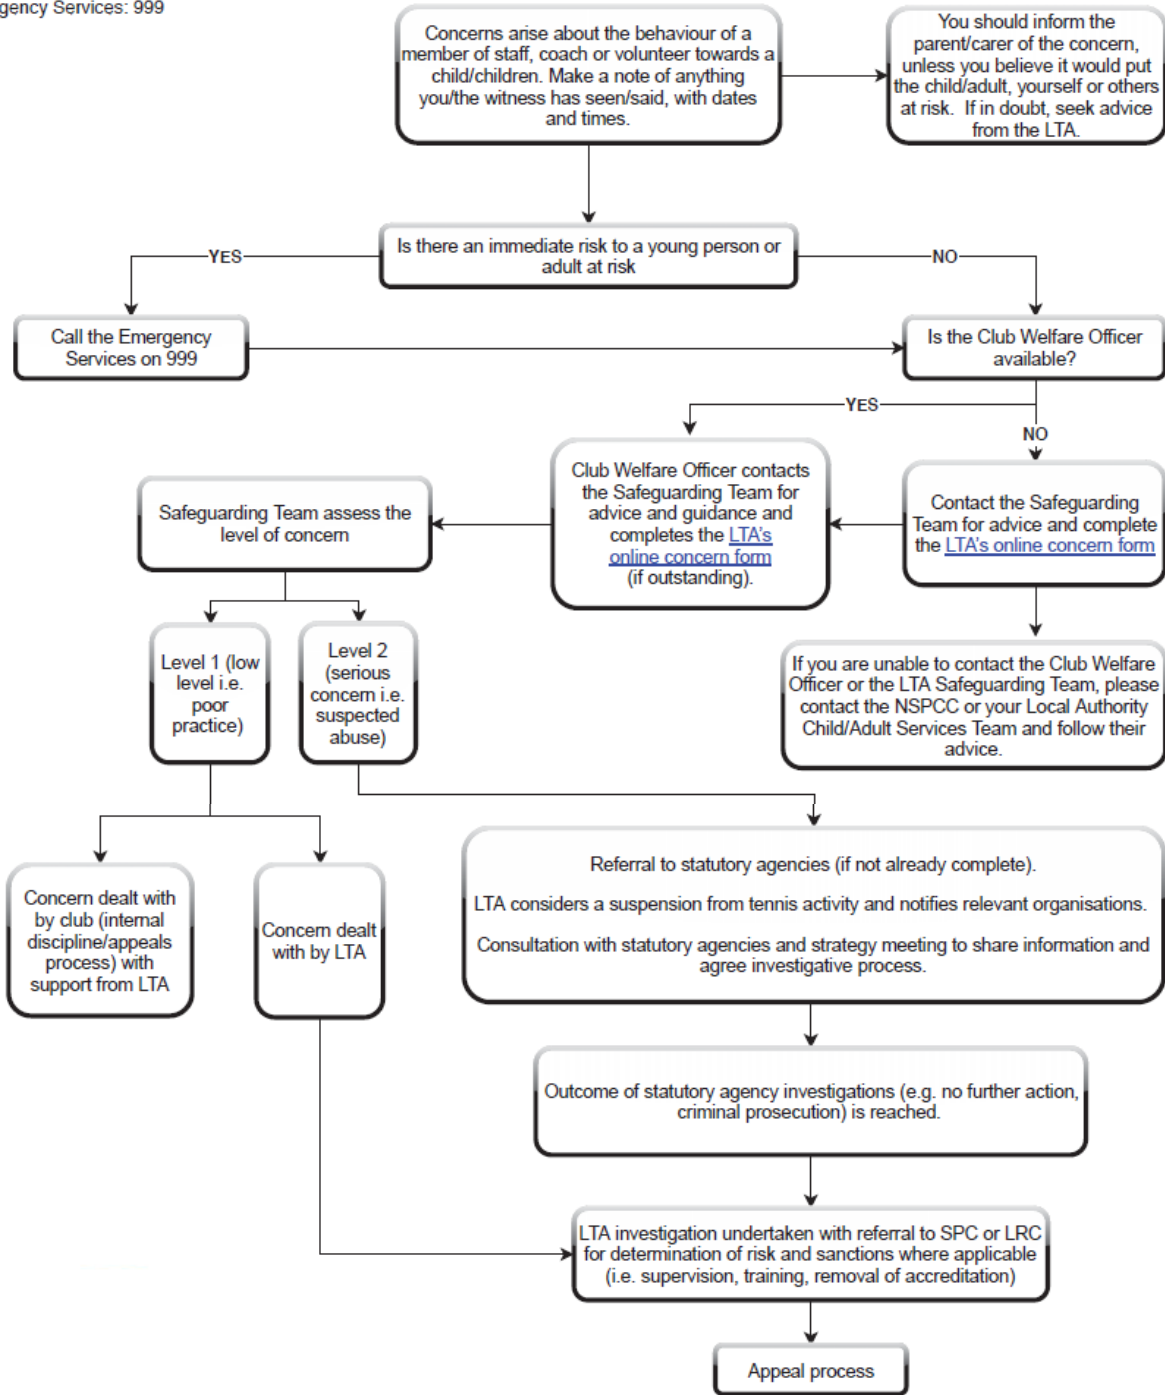 gency Services: 999
Concerns arise about the behaviour of a
member of staff, coach or volunteer towards a
child/children. Make a note of anything
you/the witness has seen/said, with dates
and times.
You should inform the
parent/carer of the concern,
unless you believe it would put
the child/adult, yourself or others
at risk. If in doubt, seek advice
from the LTA.
Is there an immediate risk to a young person or
adult at risk
YES
NO
Call the Emergency
Services on 999
Is the Club Welfare Officer
available?
YES
NO
Club Welfare Officer contacts
the Safeguarding Team for
advice and guidance and
completes the LTA's
online concern form
(if outstanding).
Contact the Safeguarding
Team for advice and complete
the LTA's online concern form
Safeguarding Team assess the
level of concern
Level 1 (low
level i.e.
poor
practice)
Level 2
(serious
concern i.e.
suspected
abuse)
If you are unable to contact the Club Welfare
Officer or the LTA Safeguarding Team, please
contact the NSPCC or your Local Authority
Child/Adult Services Team and follow their
advice.
Concern dealt with
by club (internal
discipline/appeals
process) with
support from LTA
Concern dealt
with by LTA
Referral to statutory agencies (if not already complete).
LTA considers a suspension from tennis activity and notifies relevant organisations.
Consultation with statutory agencies and strategy meeting to share information and
agree investigative process.
Outcome of statutory agency investigations (e.g. no further action,
criminal prosecution) is reached.
LTA investigation undertaken with referral to SPC or LRC
for determination of risk and sanctions where applicable
(i.e. supervision, training, removal of accreditation)
Appeal process